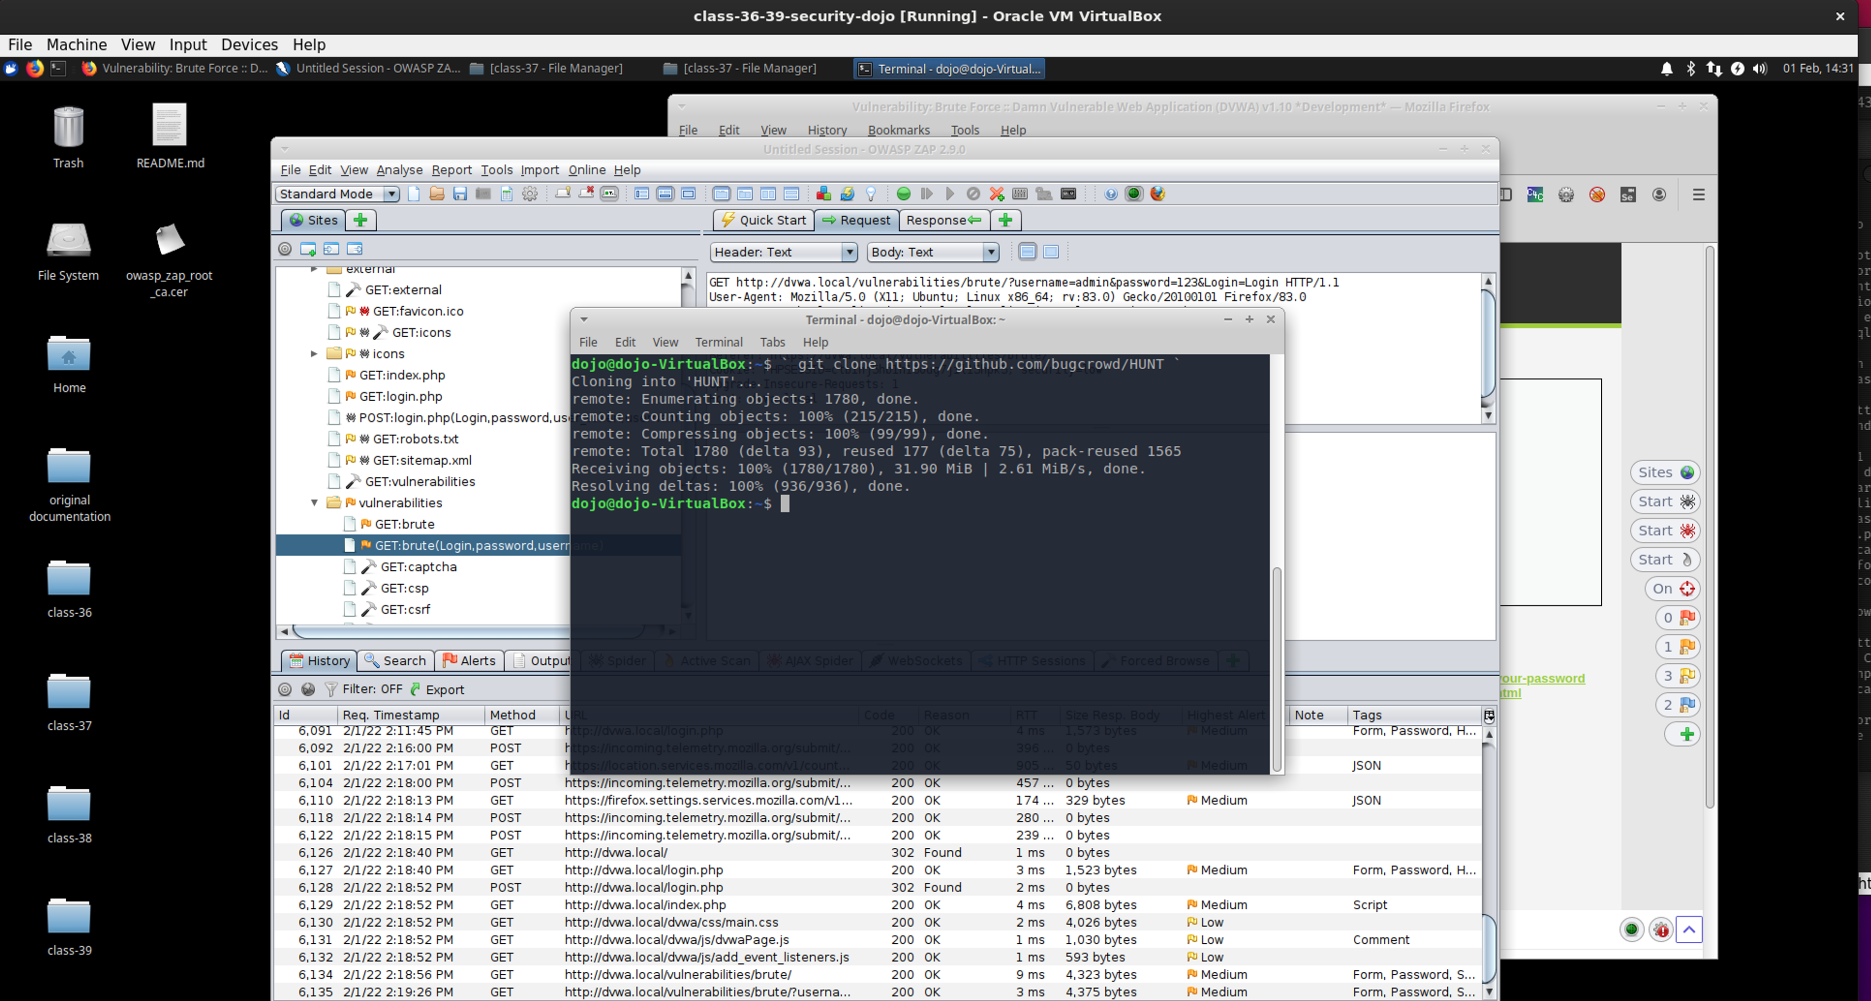 class-36-39-security-dojo [Running] - Oracle VM VirtualBox
File Machine View Input Devices Help
Vulnerability: Brute Force :: D... Untitled Session - OWASP ZA... [class-37 - File Manager] [class-37 - File Manager] Terminal - dojo@dojo-Virtual... 01 Feb, 14:31
Trash
README.md
File System
owasp_zap_root
_ca.cer
Home
original
documentation
class-36
class-37
class-38
class-39
Vulnerability: Brute Force :: Damn Vulnerable Web Application (DVWA) v1.10 *Development* — Mozilla Firefox
File Edit View History Bookmarks Tools Help
Untitled Session - OWASP ZAP 2.9.0
File Edit View Analyse Report Tools Import Online Help
Standard Mode
Sites
Quick Start Request Response
Header: Text Body: Text
GET http://dvwa.local/vulnerabilities/brute/?username=admin&password=123&Login=Login HTTP/1.1
User-Agent: Mozilla/5.0 (X11; Ubuntu; Linux x86_64; rv:83.0) Gecko/20100101 Firefox/83.0
external
GET:external
GET:favicon.ico
GET:icons
icons
GET:index.php
GET:login.php
POST:login.php(Login,password,us
GET:robots.txt
GET:sitemap.xml
GET:vulnerabilities
vulnerabilities
GET:brute
GET:brute(Login,password,username)
GET:captcha
GET:csp
GET:csrf
Terminal - dojo@dojo-VirtualBox: ~
File Edit View Terminal Tabs Help
dojo@dojo-VirtualBox:~$ ` git clone https://github.com/bugcrowd/HUNT `
Cloning into 'HUNT'...
remote: Enumerating objects: 1780, done.
remote: Counting objects: 100% (215/215), done.
remote: Compressing objects: 100% (99/99), done.
remote: Total 1780 (delta 93), reused 177 (delta 75), pack-reused 1565
Receiving objects: 100% (1780/1780), 31.90 MiB | 2.61 MiB/s, done.
Resolving deltas: 100% (936/936), done.
dojo@dojo-VirtualBox:~$
Sites
Start
Start
Start
On
0
1
3
2
our-password
html
History Search Alerts Output Spider Active Scan AJAX Spider WebSockets HTTP Sessions Forced Browse
Filter: OFF Export
Id Req. Timestamp Method URL Code Reason RTT Size Resp. Body Highest Alert Note Tags
6,091 2/1/22 2:11:45 PM GET http://dvwa.local/login.php 200 OK 4 ms 1,573 bytes Medium Form, Password, H...
6,092 2/1/22 2:16:00 PM POST https://incoming.telemetry.mozilla.org/submit/... 200 OK 396 ... 0 bytes
6,101 2/1/22 2:17:01 PM GET https://location.services.mozilla.com/v1/count... 200 OK 905 ... 50 bytes Medium JSON
6,104 2/1/22 2:18:00 PM POST https://incoming.telemetry.mozilla.org/submit/... 200 OK 457 ... 0 bytes
6,110 2/1/22 2:18:13 PM GET https://firefox.settings.services.mozilla.com/v1... 200 OK 174 ... 329 bytes Medium JSON
6,118 2/1/22 2:18:14 PM POST https://incoming.telemetry.mozilla.org/submit/... 200 OK 280 ... 0 bytes
6,122 2/1/22 2:18:15 PM POST https://incoming.telemetry.mozilla.org/submit/... 200 OK 239 ... 0 bytes
6,126 2/1/22 2:18:40 PM GET http://dvwa.local/ 302 Found 1 ms 0 bytes
6,127 2/1/22 2:18:40 PM GET http://dvwa.local/login.php 200 OK 3 ms 1,523 bytes Medium Form, Password, H...
6,128 2/1/22 2:18:52 PM POST http://dvwa.local/login.php 302 Found 2 ms 0 bytes
6,129 2/1/22 2:18:52 PM GET http://dvwa.local/index.php 200 OK 4 ms 6,808 bytes Medium Script
6,130 2/1/22 2:18:52 PM GET http://dvwa.local/dvwa/css/main.css 200 OK 2 ms 4,026 bytes Low
6,131 2/1/22 2:18:52 PM GET http://dvwa.local/dvwa/js/dvwaPage.js 200 OK 1 ms 1,030 bytes Low Comment
6,132 2/1/22 2:18:52 PM GET http://dvwa.local/dvwa/js/add_event_listeners.js 200 OK 1 ms 593 bytes Low
6,134 2/1/22 2:18:56 PM GET http://dvwa.local/vulnerabilities/brute/ 200 OK 9 ms 4,323 bytes Medium Form, Password, S...
6,135 2/1/22 2:19:26 PM GET http://dvwa.local/vulnerabilities/brute/?userna... 200 OK 3 ms 4,375 bytes Medium Form, Password, S...